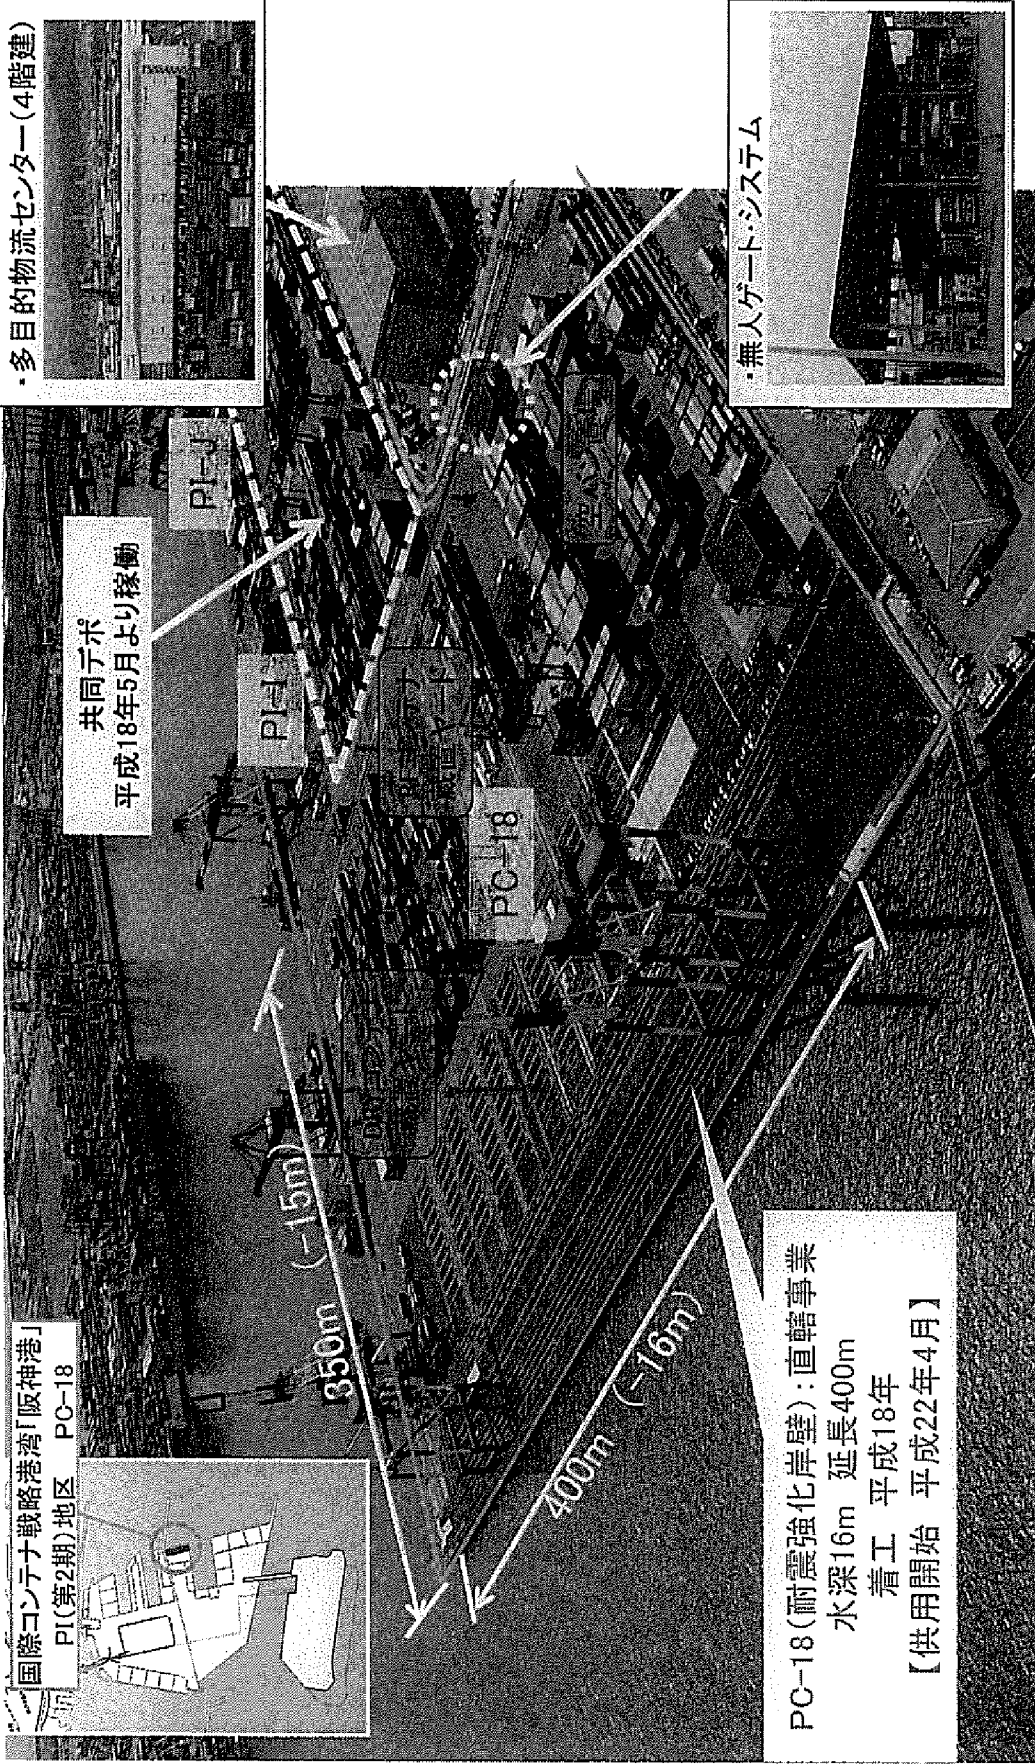 国際コンテナ戦略港湾「阪神港」
PI(第2期)地区 PC-18
共同デポ
平成18年5月より稼働
・多目的物流センター(4階建)
PI-J
PI-I
350m
(-15m)
PC-18
400m
(-16m)
空バン置場
・無人ゲート・システム
PC-18(耐震強化岸壁):直轄事業
水深16m 延長400m
着工 平成18年
【供用開始 平成22年4月】